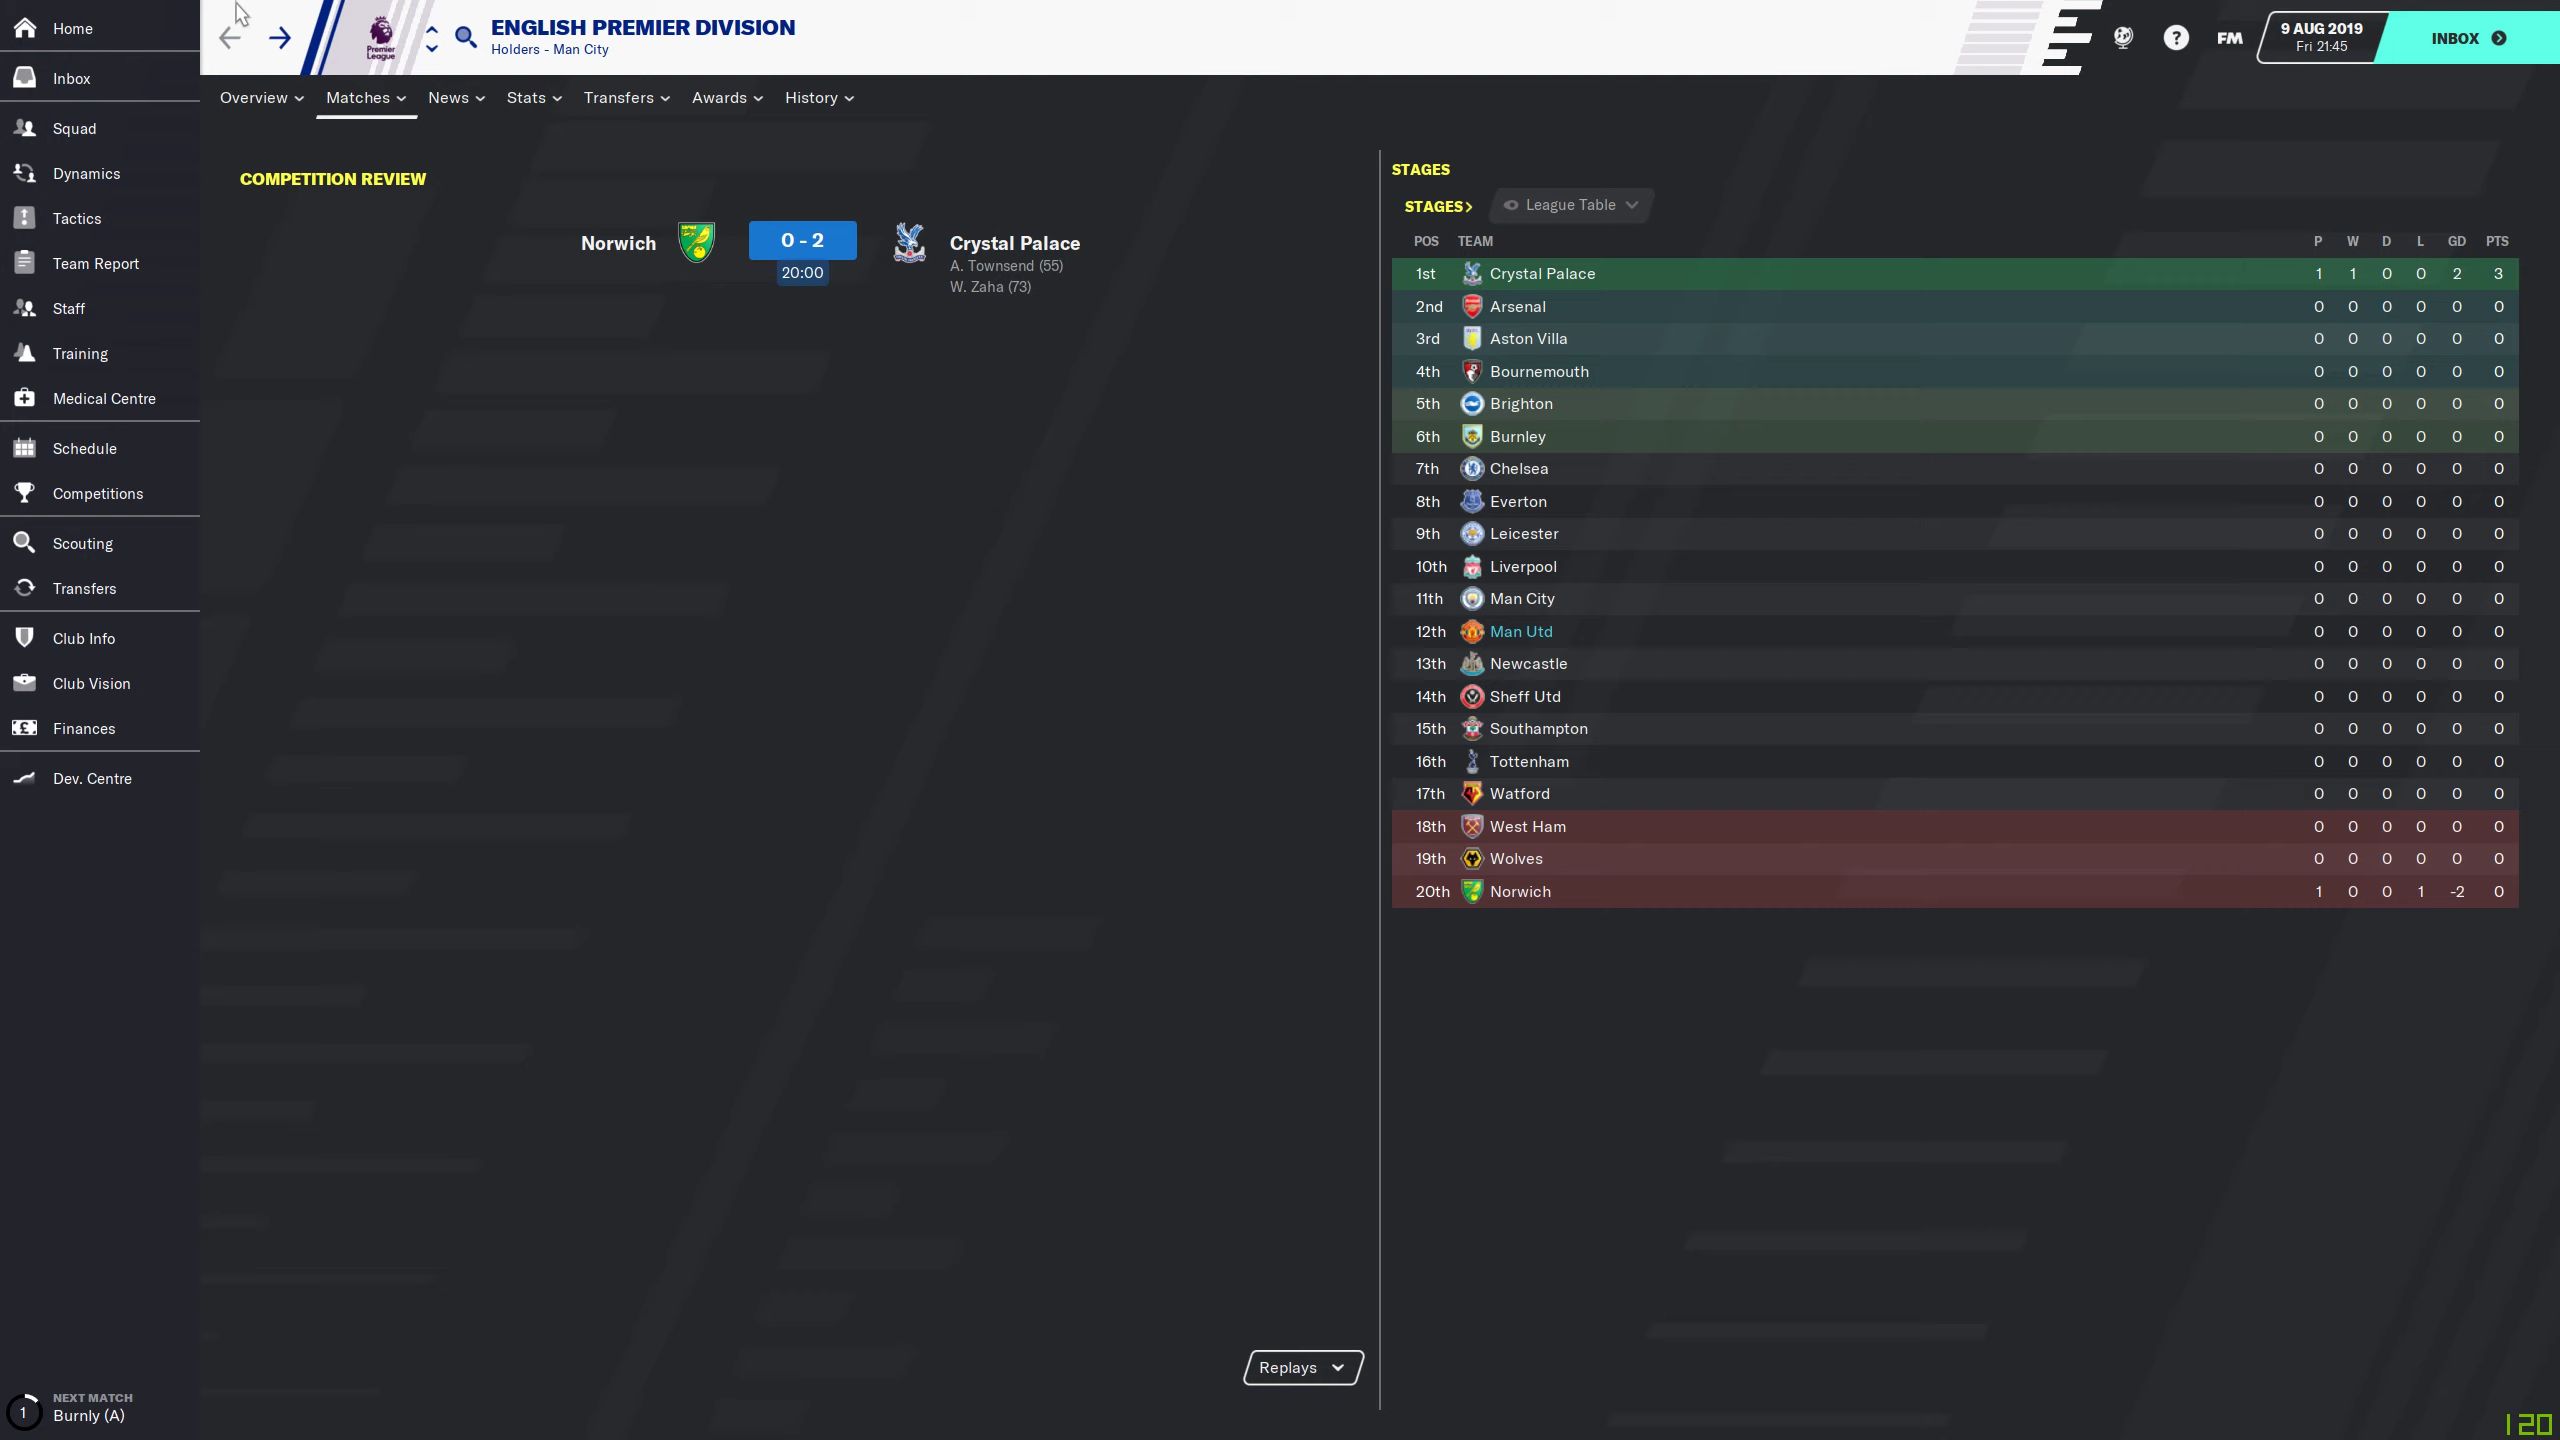 Home
Inbox
Squad
Dynamics
Tactics
Team Report
Staff
Training
Medical Centre
Schedule
Competitions
Scouting
Transfers
Club Info
Club Vision
Finances
Dev. Centre
1
NEXT MATCH
Burnly (A)
Premier League
ENGLISH PREMIER DIVISION
Holders - Man City
? FM
9 AUG 2019
Fri 21:45
INBOX
Overview Matches News Stats Transfers Awards History
COMPETITION REVIEW
Norwich 0 - 2 Crystal Palace
20:00
A. Townsend (55)
W. Zaha (73)
Replays
STAGES
STAGES> League Table
POS TEAM P W D L GD PTS
1st Crystal Palace 1 1 0 0 2 3
2nd Arsenal 0 0 0 0 0 0
3rd Aston Villa 0 0 0 0 0 0
4th Bournemouth 0 0 0 0 0 0
5th Brighton 0 0 0 0 0 0
6th Burnley 0 0 0 0 0 0
7th Chelsea 0 0 0 0 0 0
8th Everton 0 0 0 0 0 0
9th Leicester 0 0 0 0 0 0
10th Liverpool 0 0 0 0 0 0
11th Man City 0 0 0 0 0 0
12th Man Utd 0 0 0 0 0 0
13th Newcastle 0 0 0 0 0 0
14th Sheff Utd 0 0 0 0 0 0
15th Southampton 0 0 0 0 0 0
16th Tottenham 0 0 0 0 0 0
17th Watford 0 0 0 0 0 0
18th West Ham 0 0 0 0 0 0
19th Wolves 0 0 0 0 0 0
20th Norwich 1 0 0 1 -2 0
120